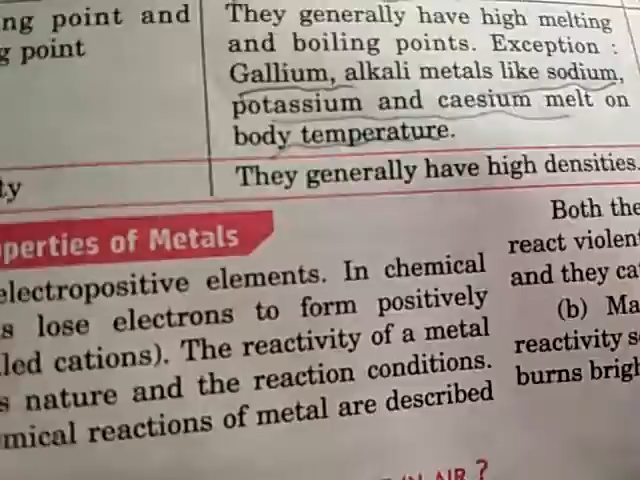 ng point and
g point
They generally have high melting
and boiling points. Exception :
Gallium, alkali metals like sodium,
potassium and caesium melt on
body temperature.
ty
They generally have high densities.
perties of Metals
electropositive elements. In chemical
s lose electrons to form positively
led cations). The reactivity of a metal
s nature and the reaction conditions.
mical reactions of metal are described
Both the
react violent
and they ca
(b) Ma
reactivity s
burns brigh
IN AIR ?